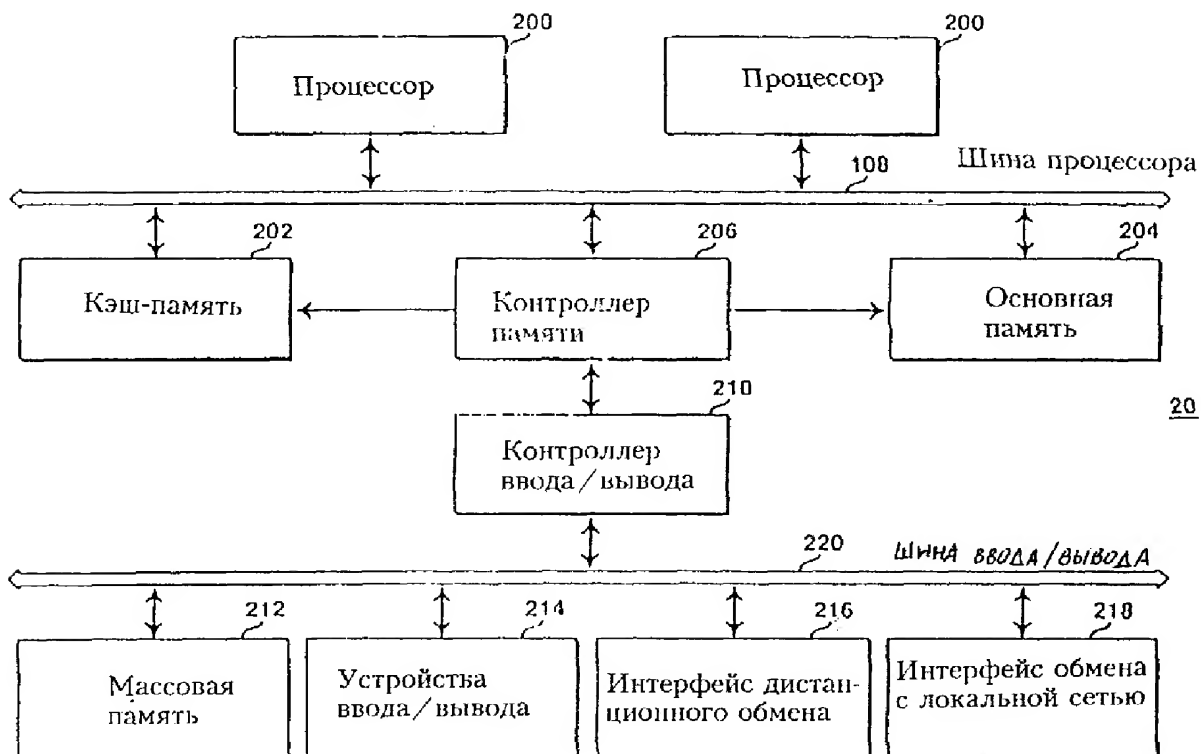 200
200
Процессор
Процессор
Шина процессора
100
202
206
204
Кэш-память
Контроллер
памяти
Основная
память
210
20
Контроллер
ввода/вывода
220
ШИНА ВВОДА/ВЫВОДА
212
214
216
218
Массовая
память
Устройства
ввода/вывода
Интерфейс дистан-
ционного обмена
Интерфейс обмена
с локальной сетью